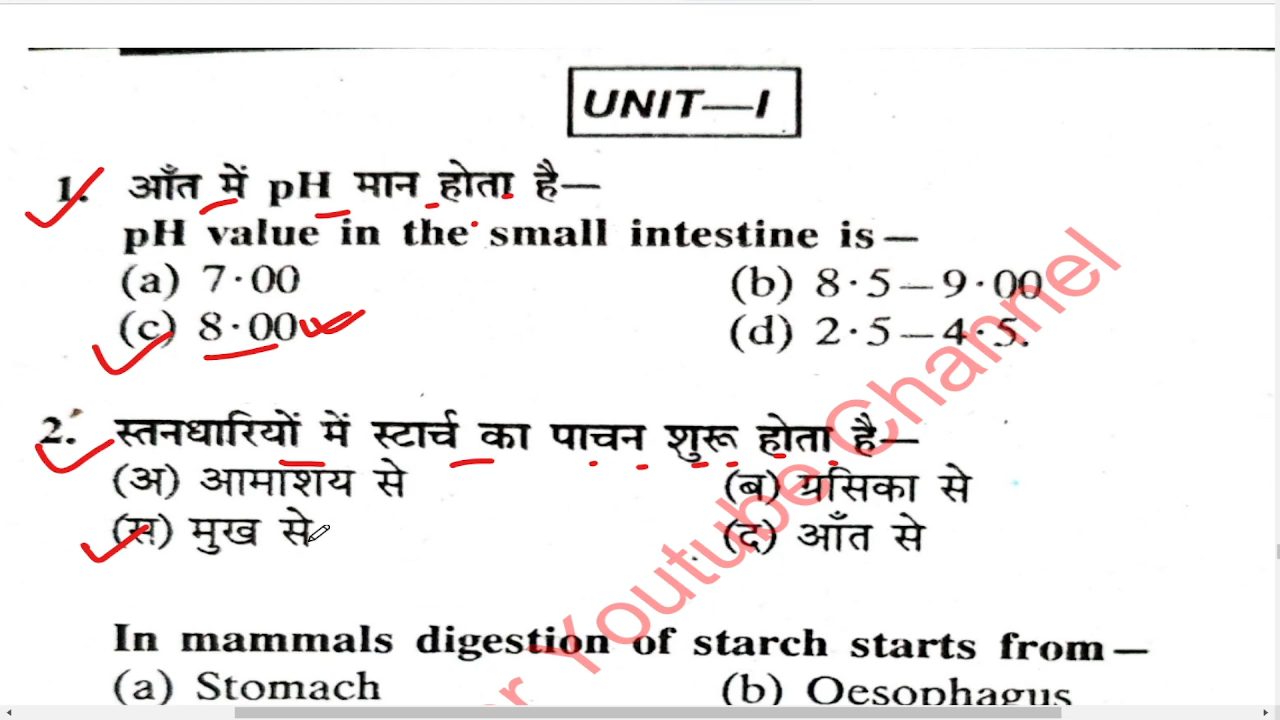 UNIT—I
1. आँत में pH मान होता है—
pH value in the small intestine is—
(a) 7·00 (b) 8·5—9·00
(c) 8·00 (d) 2·5—4·5.
2. स्तनधारियों में स्टार्च का पाचन शुरू होता है—
(अ) आमाशय से (ब) ग्रसिका से
(स) मुख से (द) आँत से
In mammals digestion of starch starts from—
(a) Stomach (b) Oesophagus
r Youtube Channel